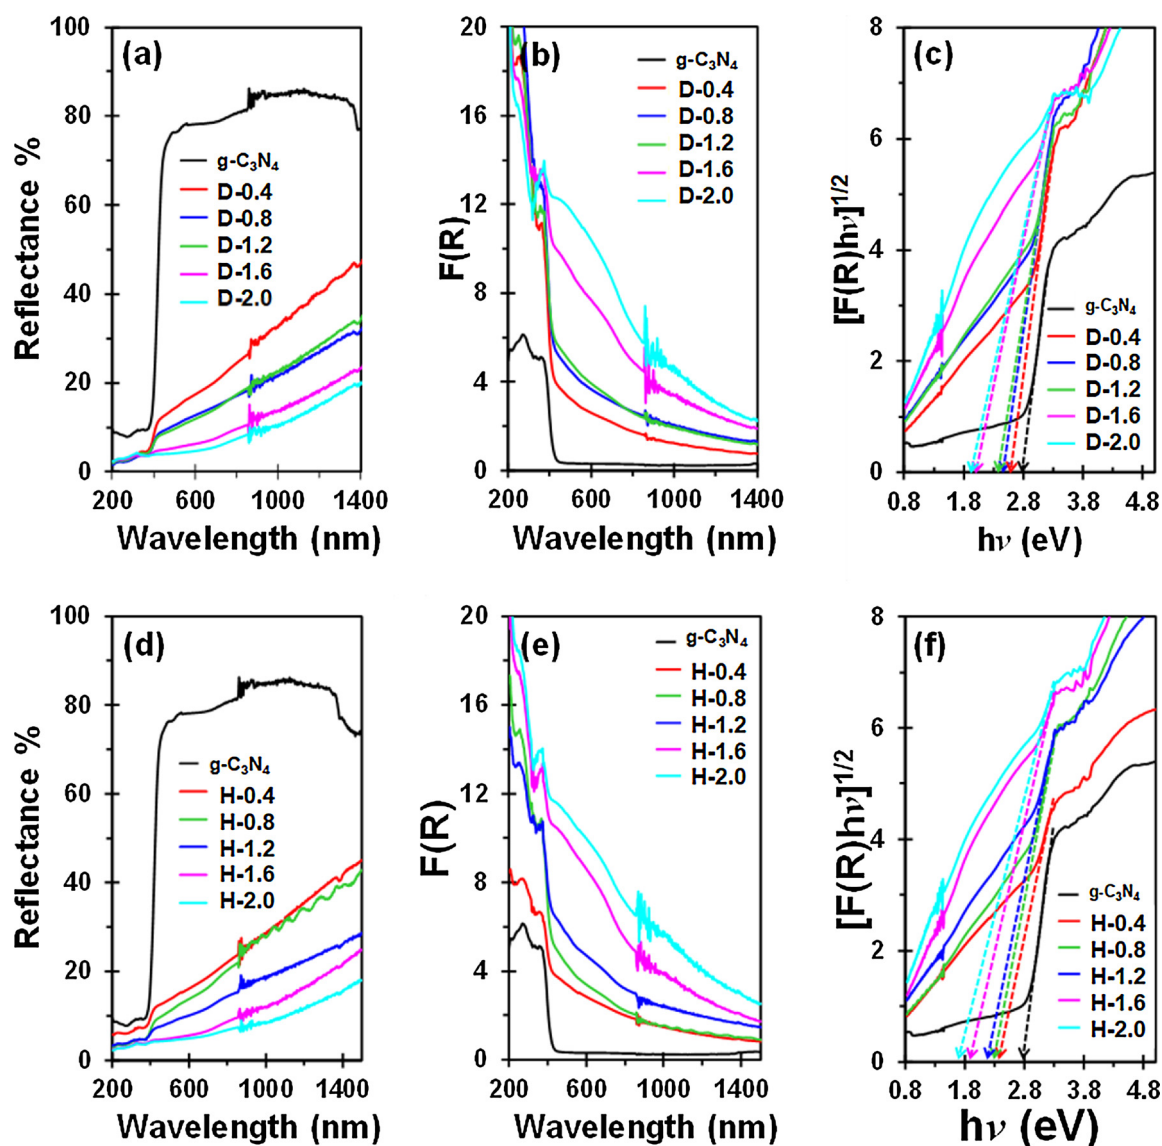 (a)
Reflectance %
100
80
60
40
20
0
g-C₃N₄
D-0.4
D-0.8
D-1.2
D-1.6
D-2.0
200 600 1000 1400
Wavelength (nm)
(b)
F(R)
20
16
12
8
4
0
g-C₃N₄
D-0.4
D-0.8
D-1.2
D-1.6
D-2.0
200 600 1000 1400
Wavelength (nm)
(c)
[F(R)hν]^1/2
8
6
4
2
0
g-C₃N₄
D-0.4
D-0.8
D-1.2
D-1.6
D-2.0
0.8 1.8 2.8 3.8 4.8
hν (eV)
(d)
Reflectance %
100
80
60
40
20
0
g-C₃N₄
H-0.4
H-0.8
H-1.2
H-1.6
H-2.0
200 600 1000 1400
Wavelength (nm)
(e)
F(R)
20
16
12
8
4
0
g-C₃N₄
H-0.4
H-0.8
H-1.2
H-1.6
H-2.0
200 600 1000 1400
Wavelength (nm)
(f)
[F(R)hν]^1/2
8
6
4
2
0
g-C₃N₄
H-0.4
H-0.8
H-1.2
H-1.6
H-2.0
0.8 1.8 2.8 3.8 4.8
hν (eV)